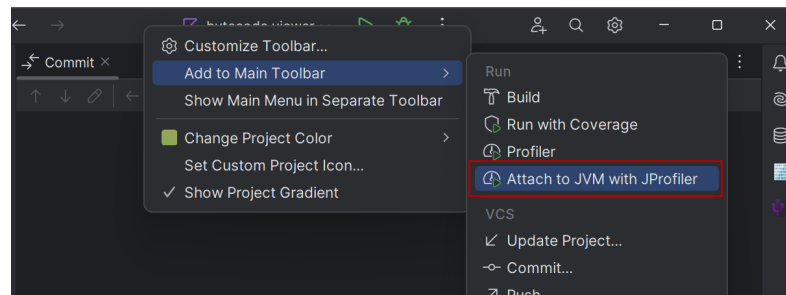 Commit
Customize Toolbar...
Add to Main Toolbar
Show Main Menu in Separate Toolbar
Change Project Color
Set Custom Project Icon...
Show Project Gradient
Run
Build
Run with Coverage
Profiler
Attach to JVM with JProfiler
VCS
Update Project...
Commit...
Push